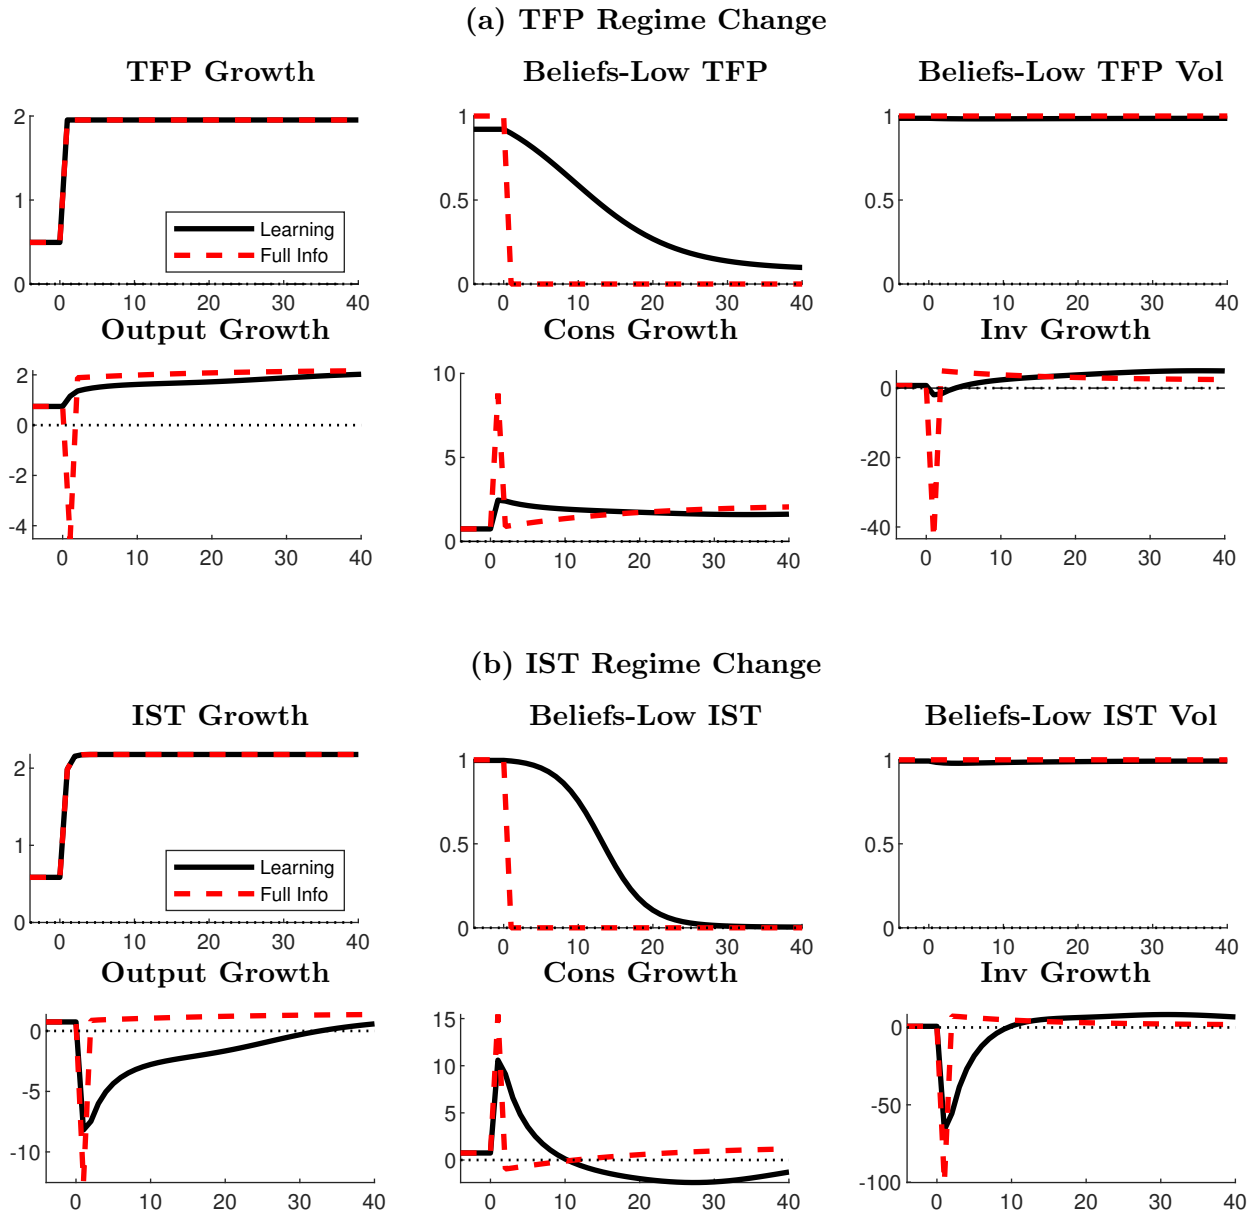 (a) TFP Regime Change
TFP Growth
Beliefs-Low TFP
Beliefs-Low TFP Vol
2
1
0
0 10 20 30 40
Learning
Full Info
1
0.5
0
0 10 20 30 40
1
0.5
0
0 10 20 30 40
Output Growth
Cons Growth
Inv Growth
2
0
-2
-4
0 10 20 30 40
10
5
0
0 10 20 30 40
0
-20
-40
0 10 20 30 40
(b) IST Regime Change
IST Growth
Beliefs-Low IST
Beliefs-Low IST Vol
2
1
0
0 10 20 30 40
Learning
Full Info
1
0.5
0
0 10 20 30 40
1
0.5
0
0 10 20 30 40
Output Growth
Cons Growth
Inv Growth
0
-5
-10
0 10 20 30 40
15
10
5
0
0 10 20 30 40
0
-50
-100
0 10 20 30 40